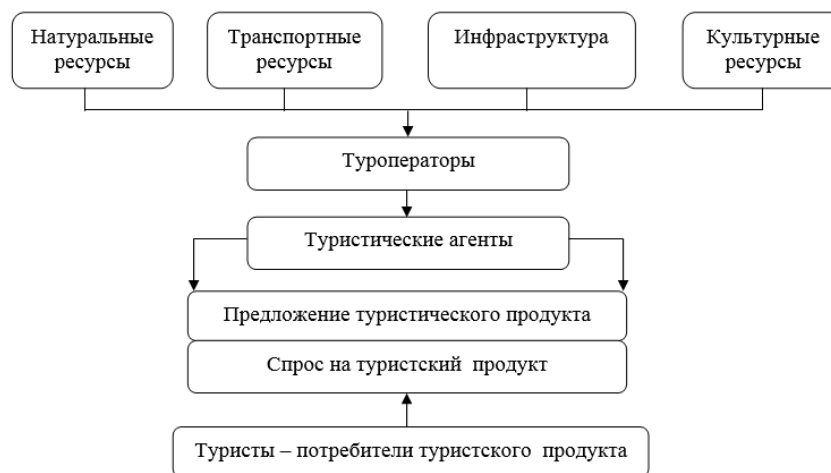 Натуральные
ресурсы
Транспортные
ресурсы
Инфраструктура
Культурные
ресурсы
Туроператоры
Туристические агенты
Предложение туристического продукта
Спрос на туристский продукт
Туристы – потребители туристского продукта